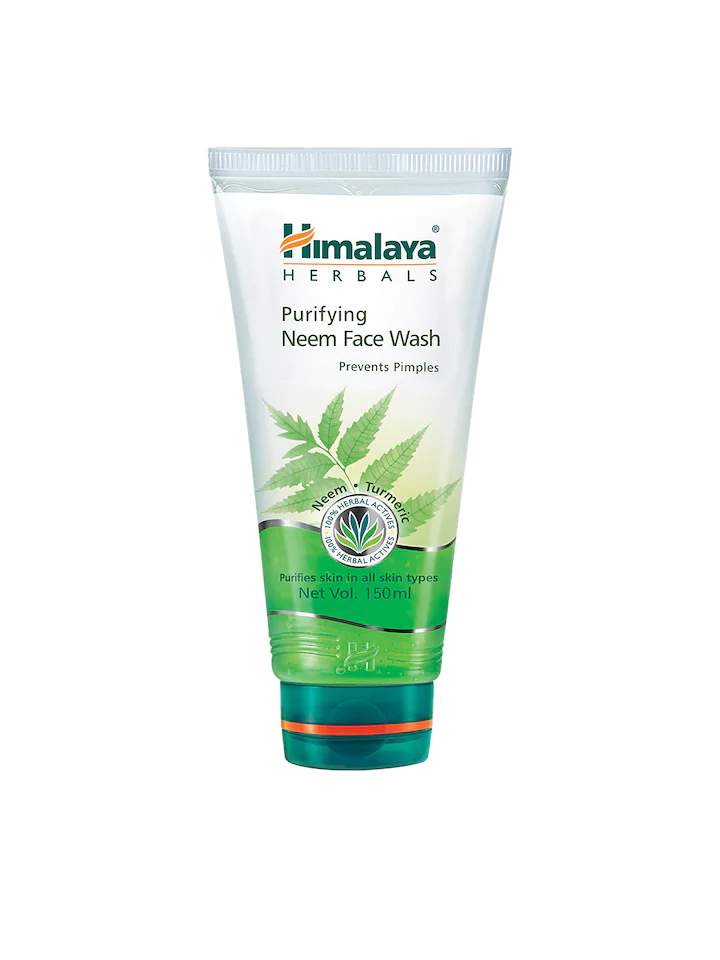 Himalaya®
HERBALS
Purifying
Neem Face Wash
Prevents Pimples
Neem • Turmeric
100% HERBAL ACTIVES
100% HERBAL ACTIVES
Purifies skin in all skin types
Net Vol. 150ml
H